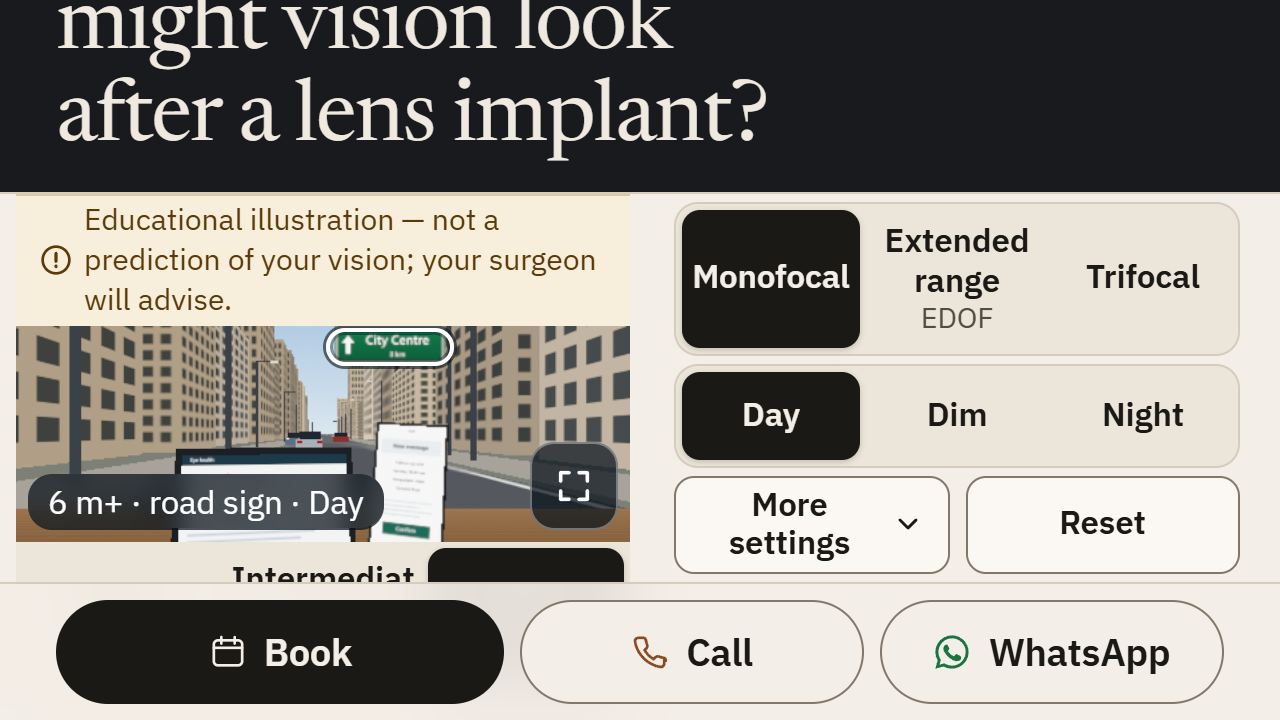 might vision look
after a lens implant?
Educational illustration — not a
prediction of your vision; your surgeon
will advise.
City Centre
6 m+ · road sign · Day
Monofocal
Extended
range
EDOF
Trifocal
Day
Dim
Night
More
settings
Reset
Intermediat
Book
Call
WhatsApp